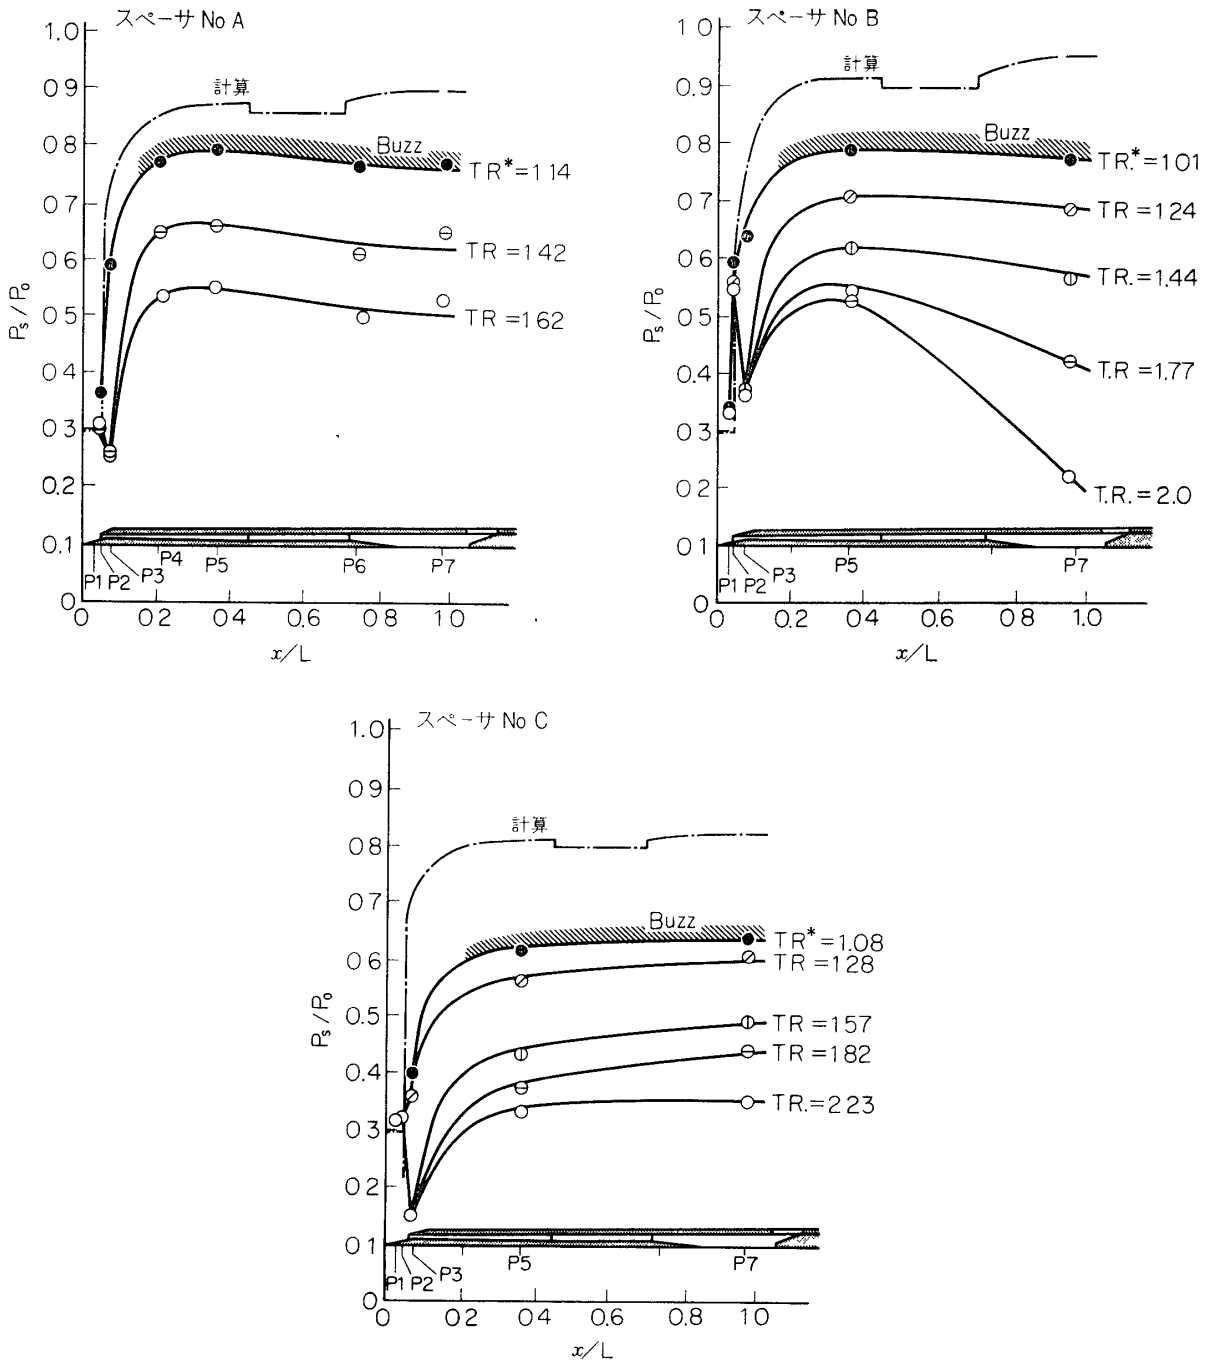 スペーサ No A
1.0
0.9
0.8
0.7
0.6
0.5
0.4
0.3
0.2
0.1
0
Ps/Po
計算
Buzz
TR*=1.14
TR=1.42
TR=1.62
P1 P2 P3 P4 P5 P6 P7
0 0.2 0.4 0.6 0.8 1.0
x/L
スペーサ No B
1.0
0.9
0.8
0.7
0.6
0.5
0.4
0.3
0.2
0.1
0
Ps/Po
計算
Buzz
TR.*=1.01
TR=1.24
TR.=1.44
T.R=1.77
T.R.=2.0
P1 P2 P3 P5 P7
0 0.2 0.4 0.6 0.8 1.0
x/L
スペーサ No C
1.0
0.9
0.8
0.7
0.6
0.5
0.4
0.3
0.2
0.1
0
Ps/Po
計算
Buzz
TR*=1.08
TR=1.28
TR=1.57
TR=1.82
TR.=2.23
P1 P2 P3 P5 P7
0 0.2 0.4 0.6 0.8 1.0
x/L